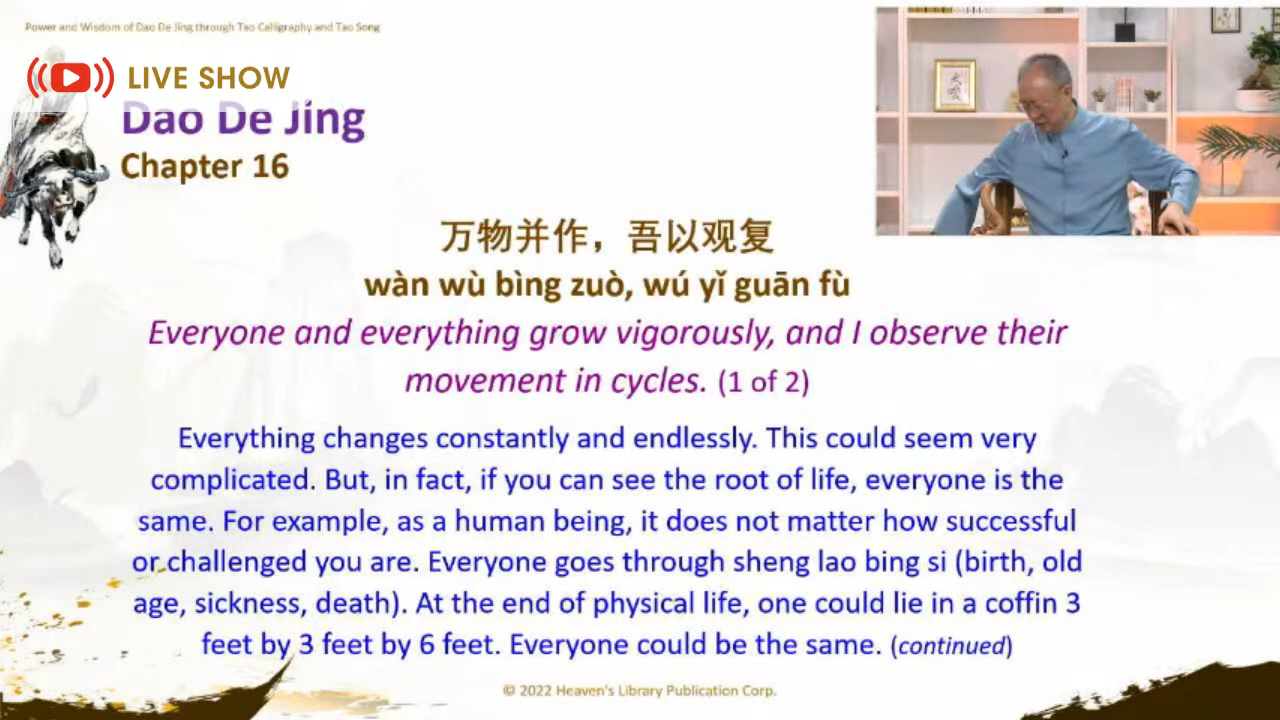 Power and Wisdom of Dao De Jing through Tao Calligraphy and Tao Song
LIVE SHOW
Dao De Jing
Chapter 16
万物并作，吾以观复
wàn wù bìng zuò, wú yǐ guān fù
Everyone and everything grow vigorously, and I observe their
movement in cycles. (1 of 2)
Everything changes constantly and endlessly. This could seem very
complicated. But, in fact, if you can see the root of life, everyone is the
same. For example, as a human being, it does not matter how successful
or challenged you are. Everyone goes through sheng lao bing si (birth, old
age, sickness, death). At the end of physical life, one could lie in a coffin 3
feet by 3 feet by 6 feet. Everyone could be the same. (continued)
© 2022 Heaven's Library Publication Corp.